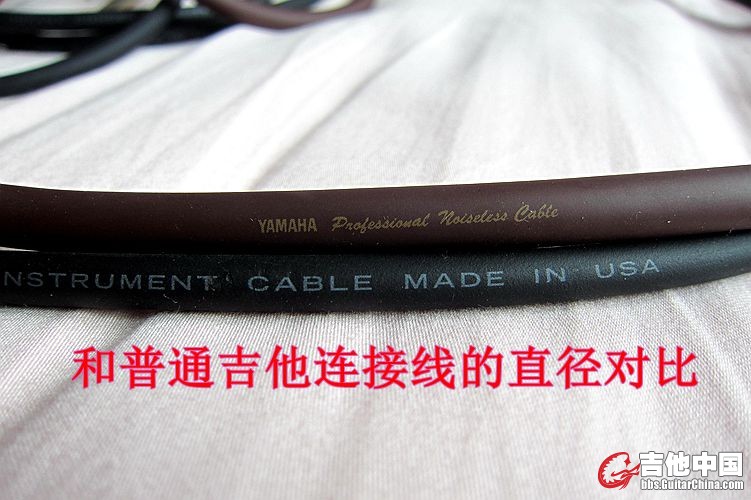 YAMAHA Professional Noiseless Cable
NSTRUMENT CABLE MADE IN USA
和普通吉他连接线的直径对比
吉他中国
bbs.GuitarChina.com